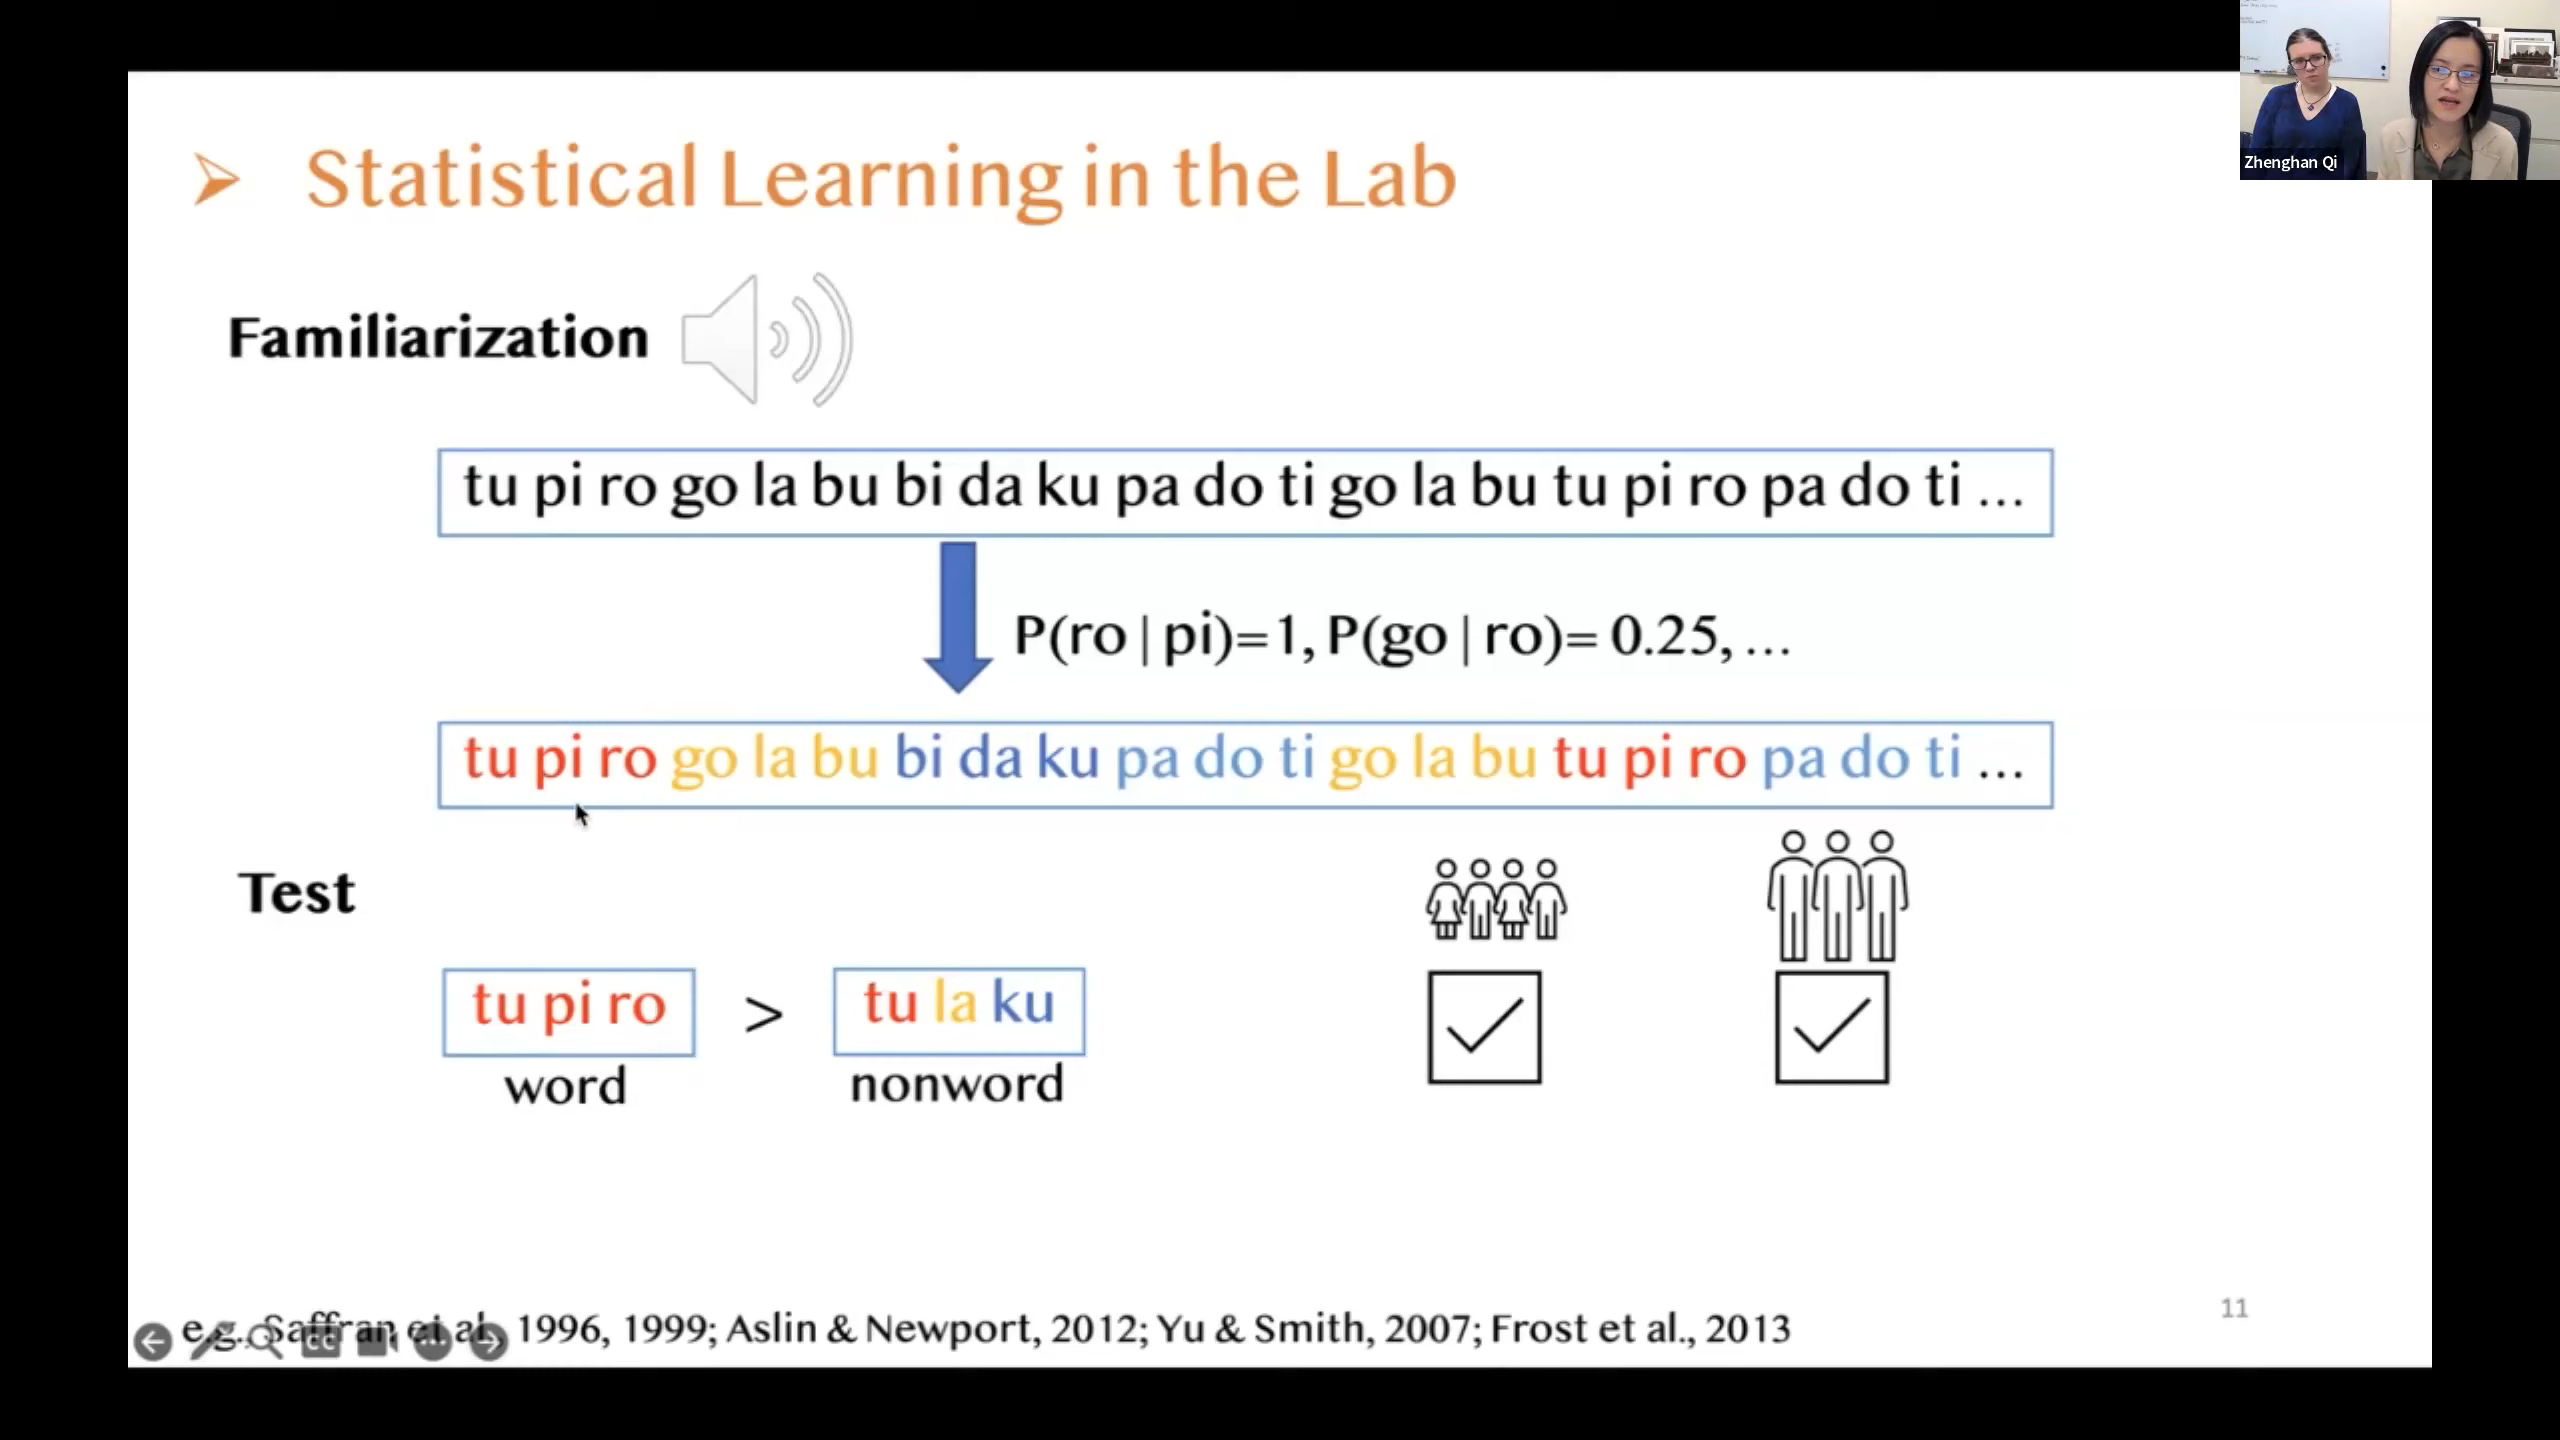 Zhenghan Qi
Statistical Learning in the Lab
Familiarization
tu pi ro go la bu bi da ku pa do ti go la bu tu pi ro pa do ti ...
P(ro | pi)=1, P(go | ro)= 0.25, ...
tu pi ro go la bu bi da ku pa do ti go la bu tu pi ro pa do ti ...
Test
tu pi ro > tu la ku
word nonword
11
e.g., Saffran et al., 1996, 1999; Aslin & Newport, 2012; Yu & Smith, 2007; Frost et al., 2013
CC